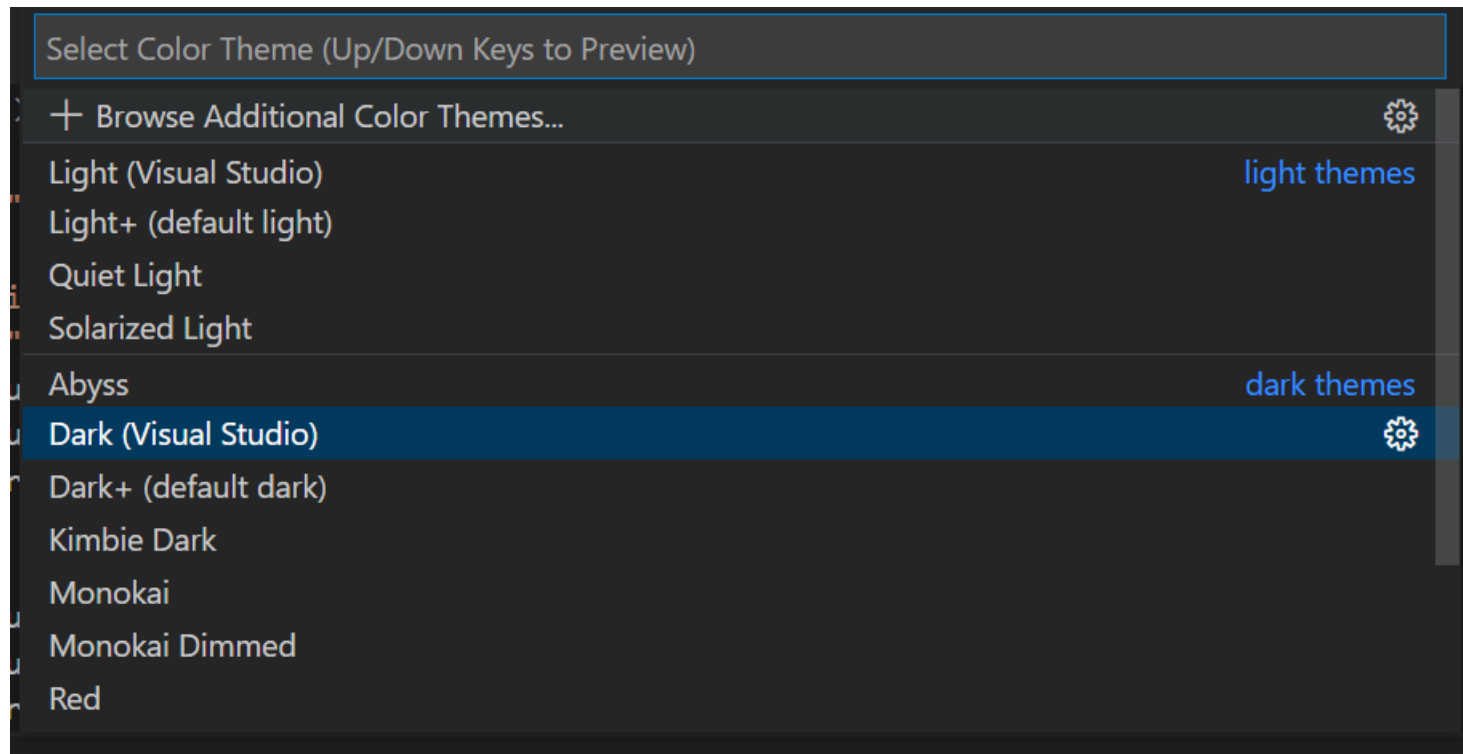 Select Color Theme (Up/Down Keys to Preview)
+ Browse Additional Color Themes...
Light (Visual Studio) light themes
Light+ (default light)
Quiet Light
Solarized Light
Abyss dark themes
Dark (Visual Studio)
Dark+ (default dark)
Kimbie Dark
Monokai
Monokai Dimmed
Red